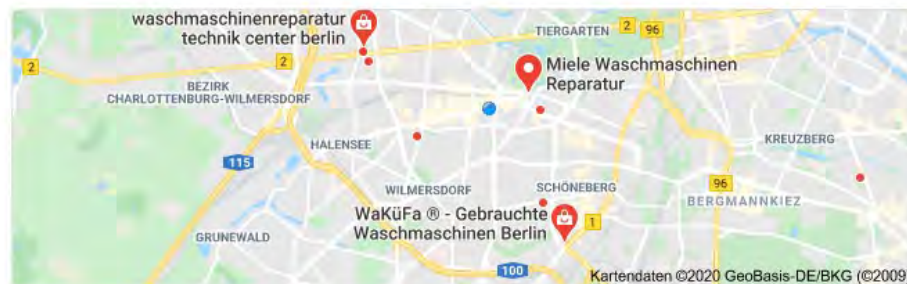 waschmaschinenreparatur
technik center berlin
TIERGARTEN
2
96
2
2
Miele Waschmaschinen
Reparatur
BEZIRK
CHARLOTTENBURG-WILMERSDORF
HALENSEE
KREUZBERG
115
WILMERSDORF
SCHÖNEBERG
96
BERGMANNKIEZ
WaKüFa ® - Gebrauchte
Waschmaschinen Berlin
1
GRUNEWALD
100
Kartendaten ©2020 GeoBasis-DE/BKG (©2009)